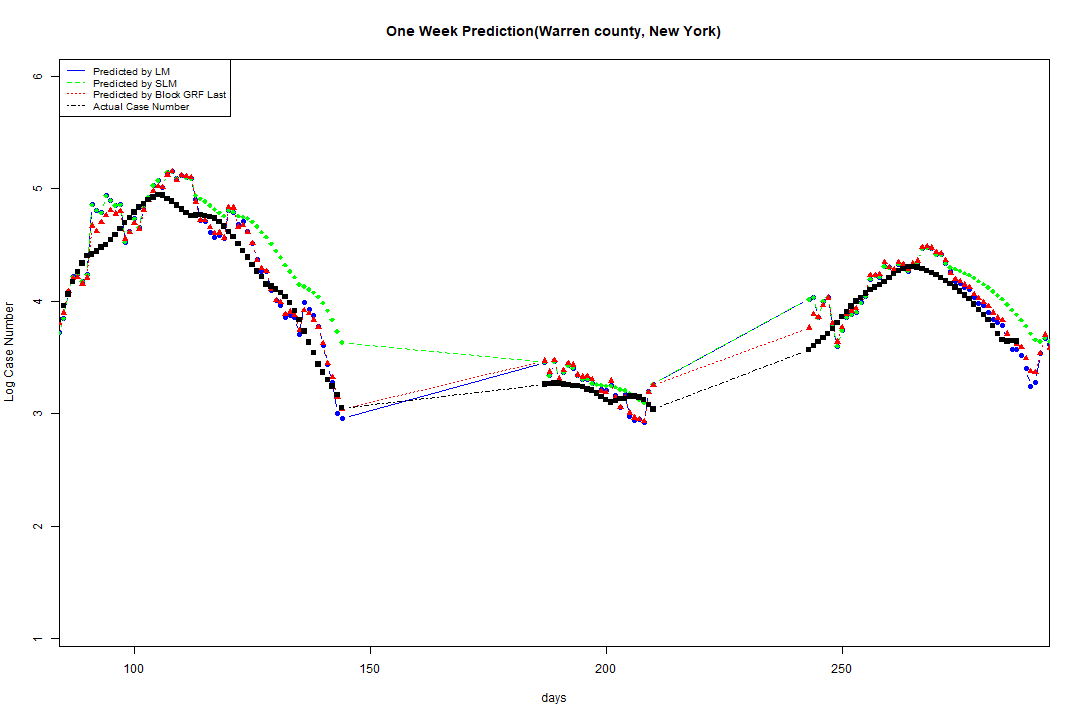 One Week Prediction(Warren county, New York)
Predicted by LM
Predicted by SLM
Predicted by Block GRF Last
Actual Case Number
6
5
4
3
2
1
Log Case Number
100 150 200 250
days